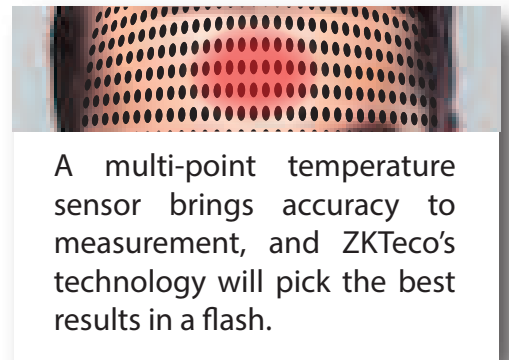 A multi-point temperature
sensor brings accuracy to
measurement, and ZKTeco’s
technology will pick the best
results in a flash.